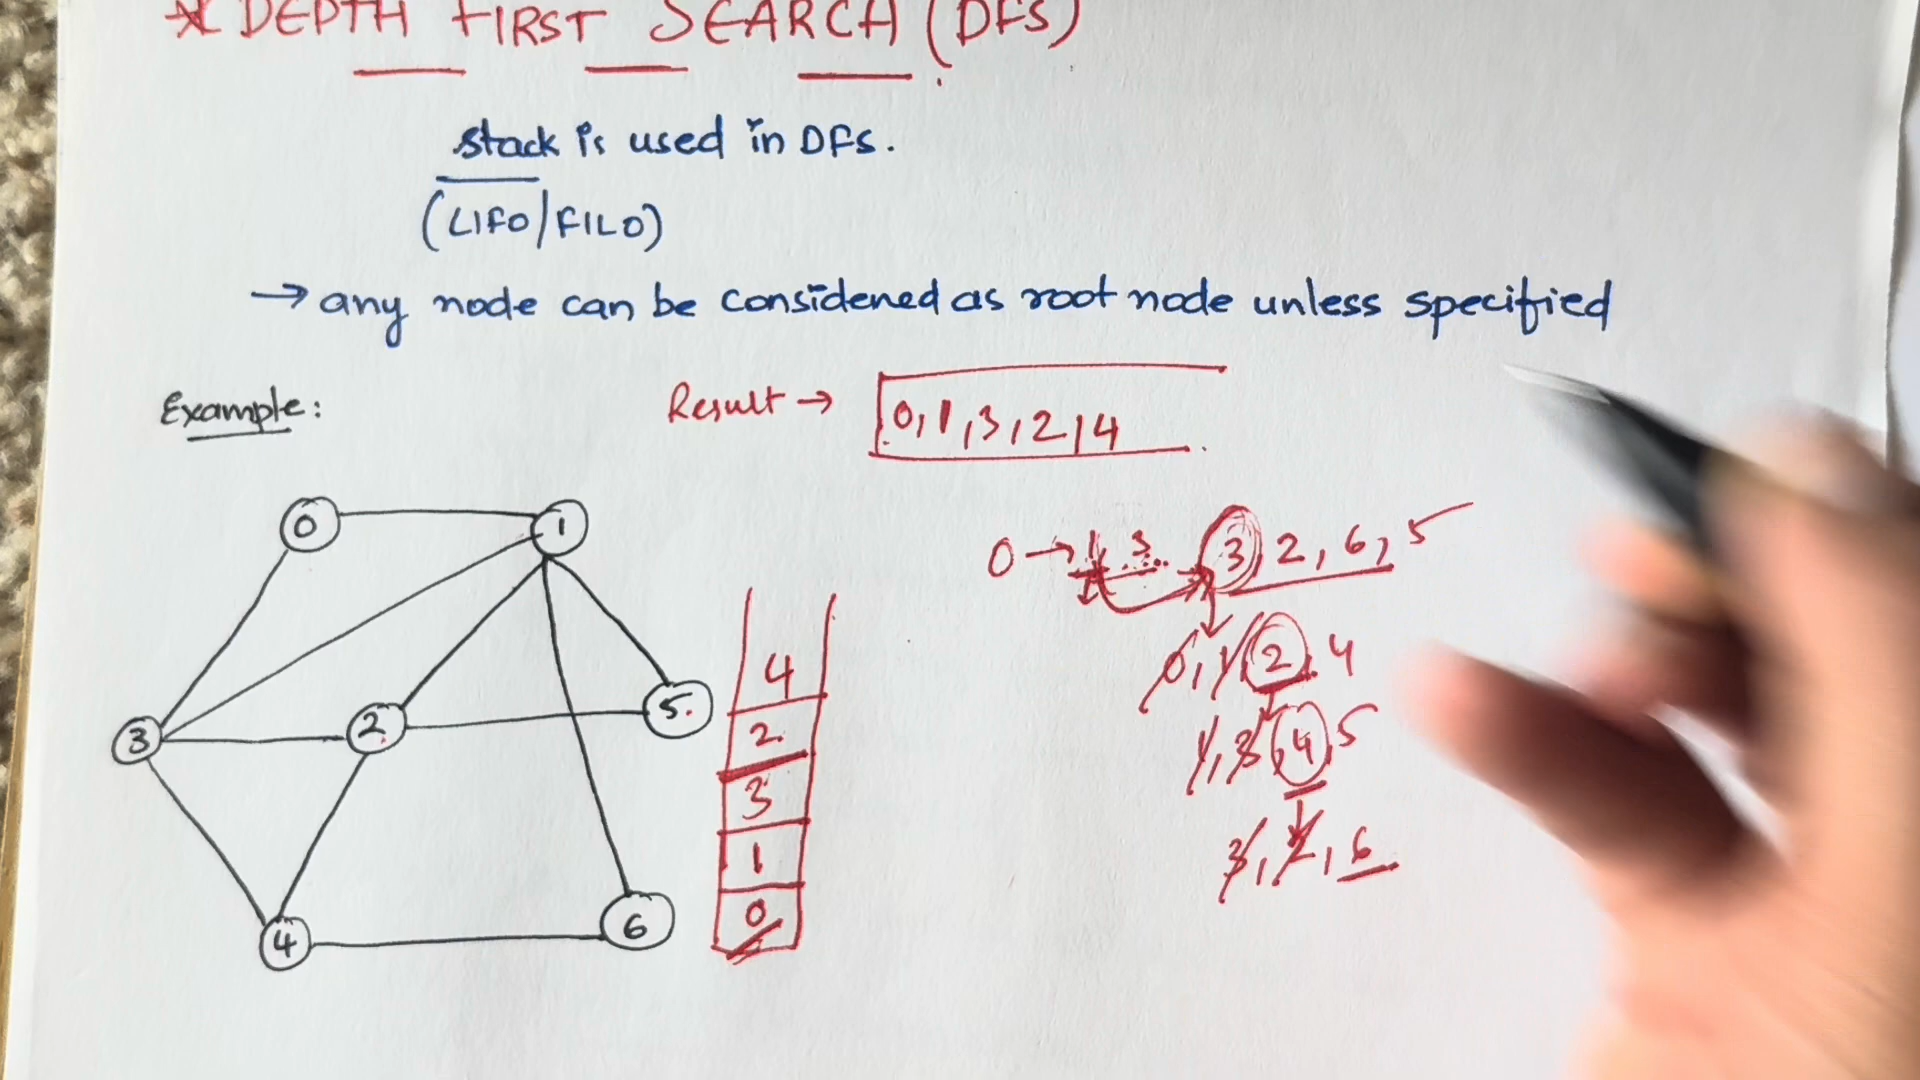 * DEPTH FIRST SEARCH (DFS)
stack is used in DFS.
(LIFO/FILO)
→ any node can be considened as root node unless specified
Example:
Result → 0, 1, 3, 2, 4
0
1
3
2
5
4
6
4
2
3
1
0
0 → 1, 3 3 2, 6, 5
0, 1, 2, 4
1, 3, 4, 5
3, 2, 6